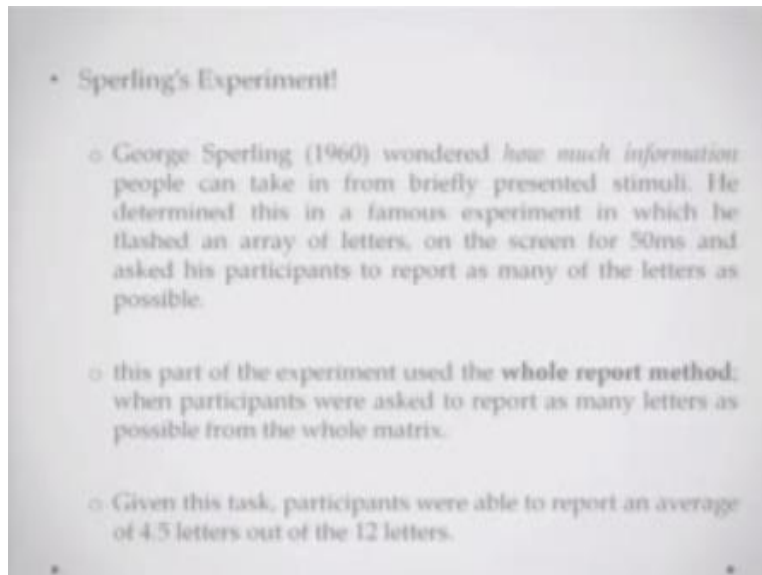 • Sperling's Experiment!
o George Sperling (1960) wondered how much information
people can take in from briefly presented stimuli. He
determined this in a famous experiment in which he
flashed an array of letters, on the screen for 50ms and
asked his participants to report as many of the letters as
possible.
o this part of the experiment used the whole report method;
when participants were asked to report as many letters as
possible from the whole matrix.
o Given this task, participants were able to report an average
of 4.5 letters out of the 12 letters.